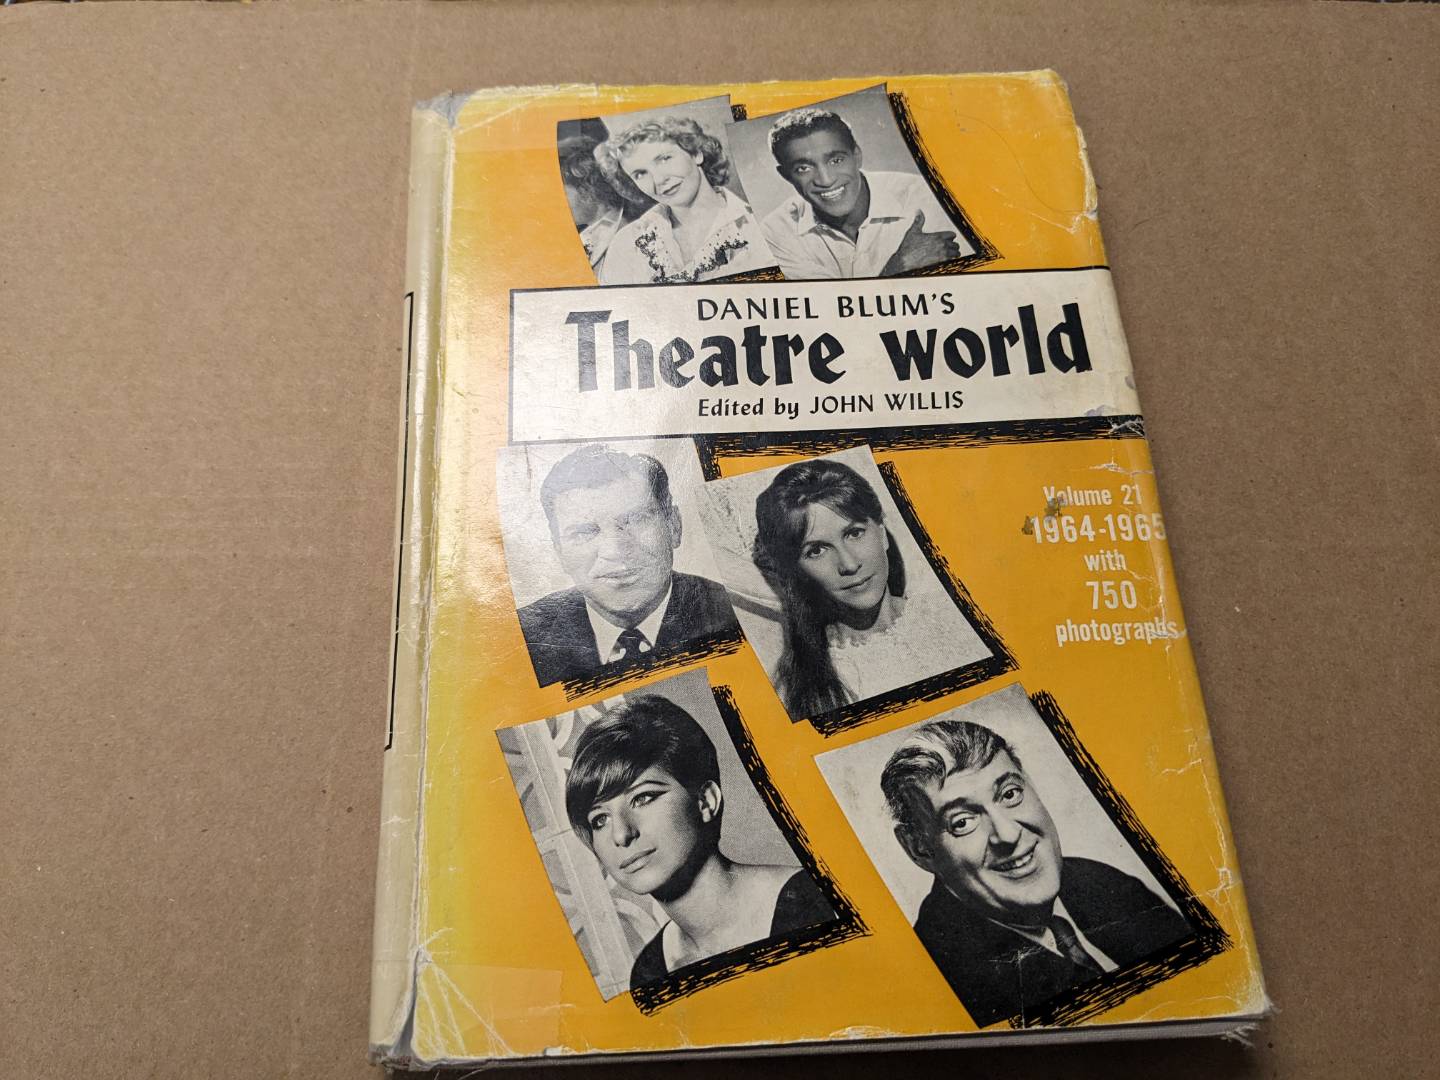 DANIEL BLUM'S
Theatre world
Edited by JOHN WILLIS
Volume 21
1964-1965
with
750
photographs